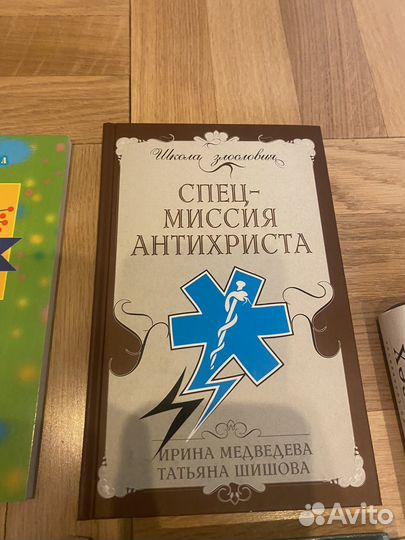 Школа злословия
СПЕЦ-
МИССИЯ
АНТИХРИСТА
ИРИНА МЕДВЕДЕВА
ТАТЬЯНА ШИШОВА
Avito